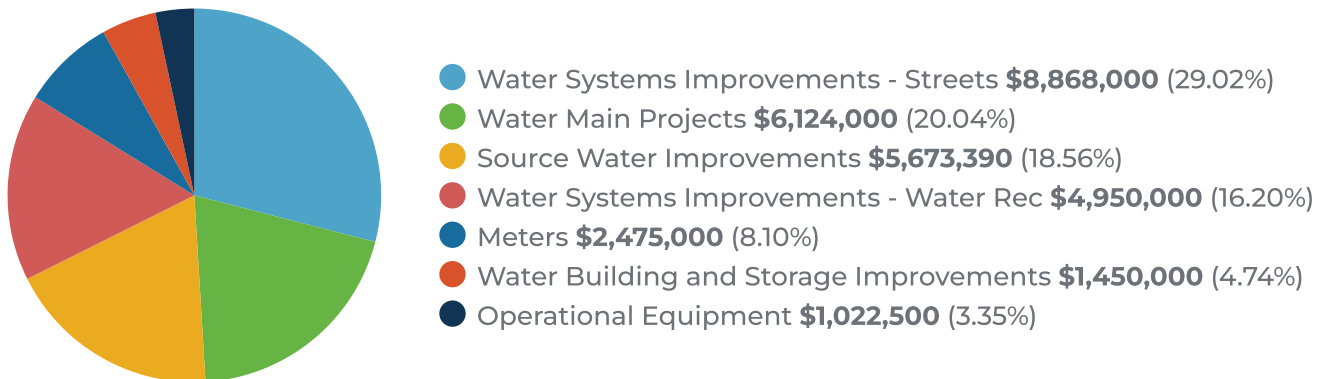 Water Systems Improvements - Streets $8,868,000 (29.02%)
Water Main Projects $6,124,000 (20.04%)
Source Water Improvements $5,673,390 (18.56%)
Water Systems Improvements - Water Rec $4,950,000 (16.20%)
Meters $2,475,000 (8.10%)
Water Building and Storage Improvements $1,450,000 (4.74%)
Operational Equipment $1,022,500 (3.35%)